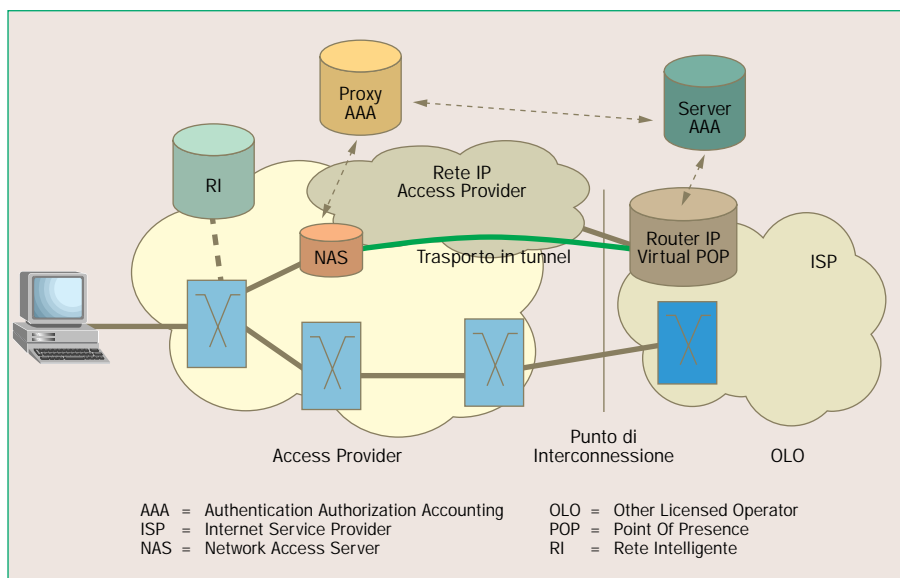 Proxy
AAA
Server
AAA
RI
Rete IP
Access Provider
NAS
Trasporto in tunnel
Router IP
Virtual POP
ISP
Access Provider
Punto di
Interconnessione
OLO
AAA = Authentication Authorization Accounting
ISP = Internet Service Provider
NAS = Network Access Server
OLO = Other Licensed Operator
POP = Point Of Presence
RI = Rete Intelligente